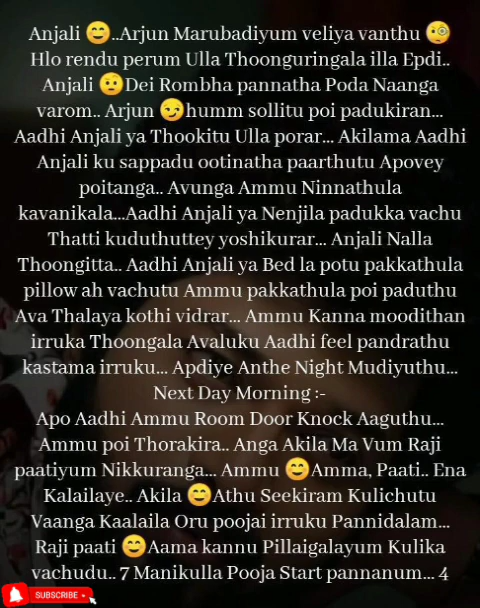 Anjali 😊..Arjun Marubadiyum veliya vanthu 🧐
Hlo rendu perum Ulla Thoonguringala illa Epdi..
Anjali 🤨Dei Rombha pannatha Poda Naanga
varom.. Arjun 😏humm sollitu poi padukiran...
Aadhi Anjali ya Thookitu Ulla porar... Akilama Aadhi
Anjali ku sappadu ootinatha paarthutu Apovey
poitanga.. Avunga Ammu Ninnathula
kavanikala...Aadhi Anjali ya Nenjila padukka vachu
Thatti kuduthuttey yoshikurar... Anjali Nalla
Thoongitta.. Aadhi Anjali ya Bed la potu pakkathula
pillow ah vachutu Ammu pakkathula poi paduthu
Ava Thalaya kothi vidrar... Ammu Kanna moodithan
irruka Thoongala Avaluku Aadhi feel pandrathu
kastama irruku... Apdiye Anthe Night Mudiyuthu...
Next Day Morning :-
Apo Aadhi Ammu Room Door Knock Aaguthu...
Ammu poi Thorakira.. Anga Akila Ma Vum Raji
paatiyum Nikkuranga... Ammu 😊Amma, Paati.. Ena
Kalailaye.. Akila 😊Athu Seekiram Kulichutu
Vaanga Kaalaila Oru poojai irruku Pannidalam...
Raji paati 😊Aama kannu Pillaigalayum Kulika
vachudu.. 7 Manikulla Pooja Start pannanum... 4
SUBSCRIBE